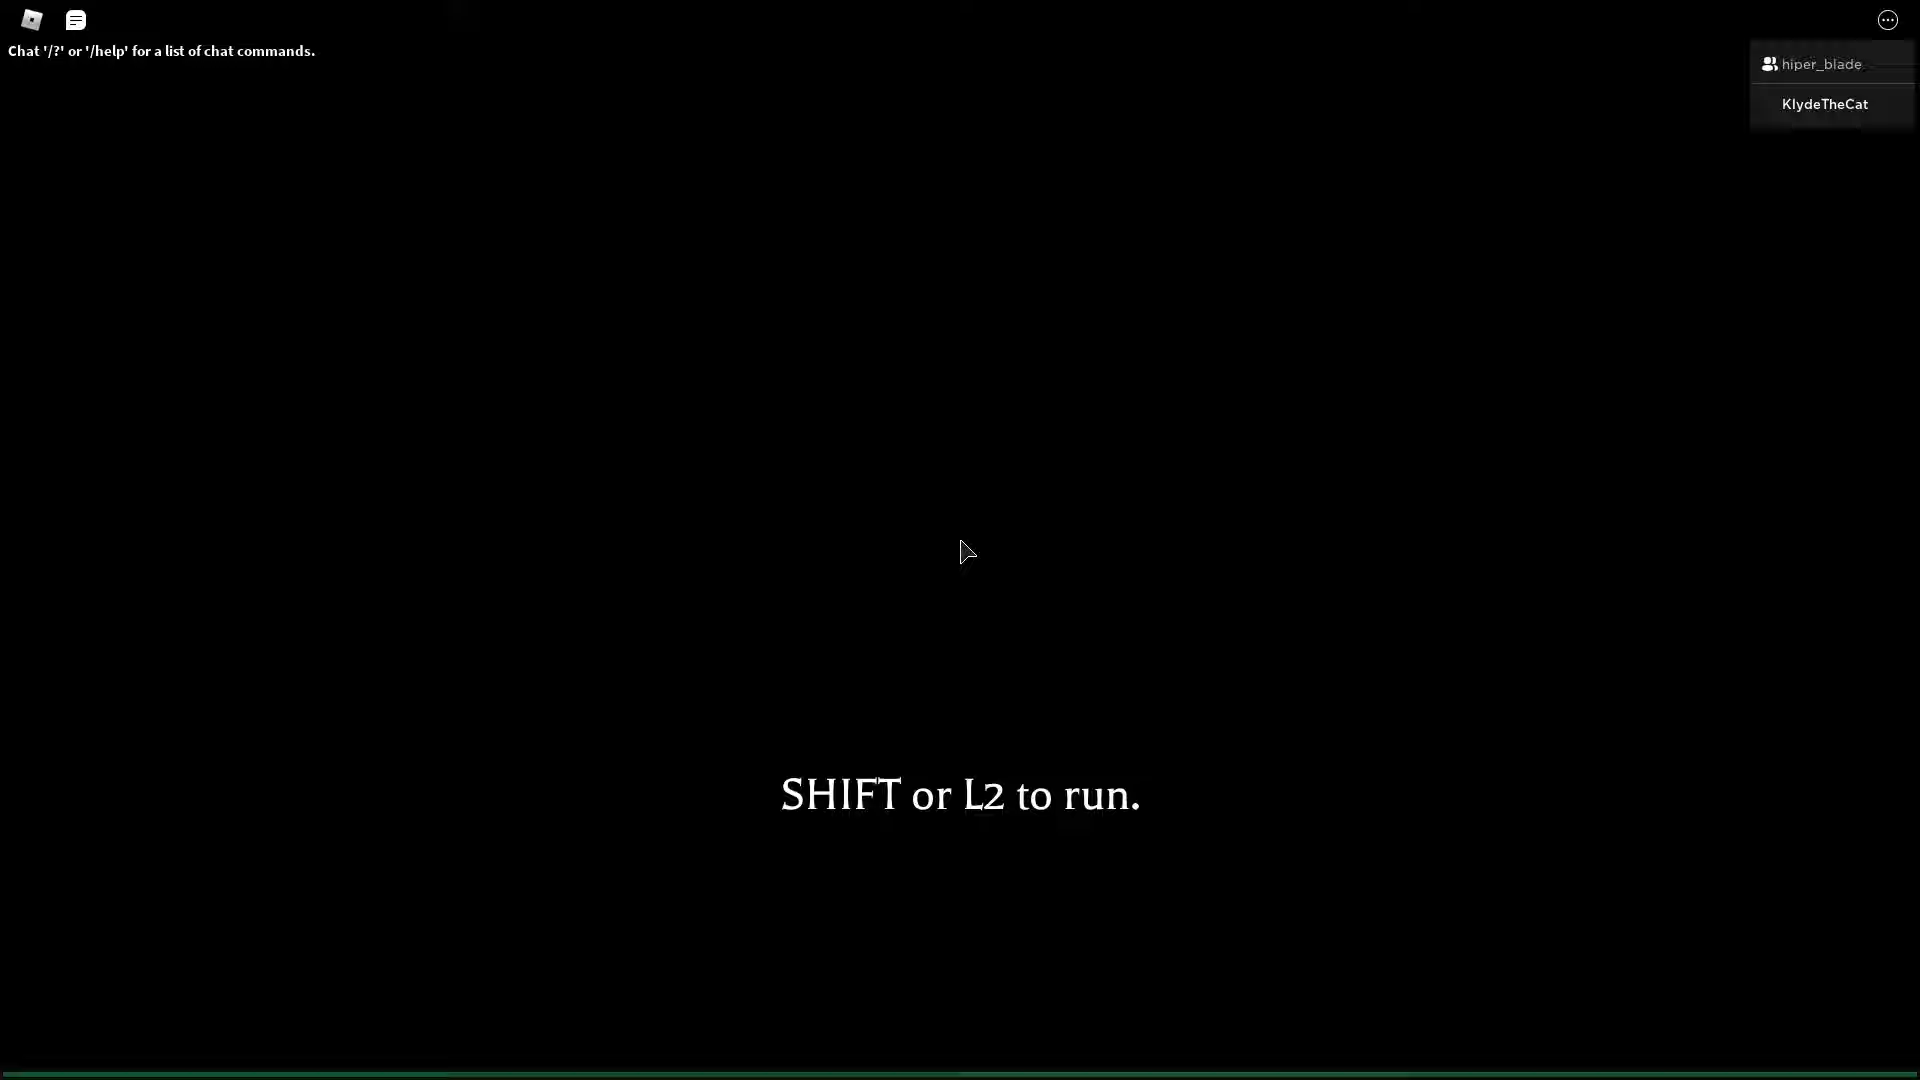 Chat '/?' or '/help' for a list of chat commands.
hiper_blade
KlydeTheCat
SHIFT or L2 to run.